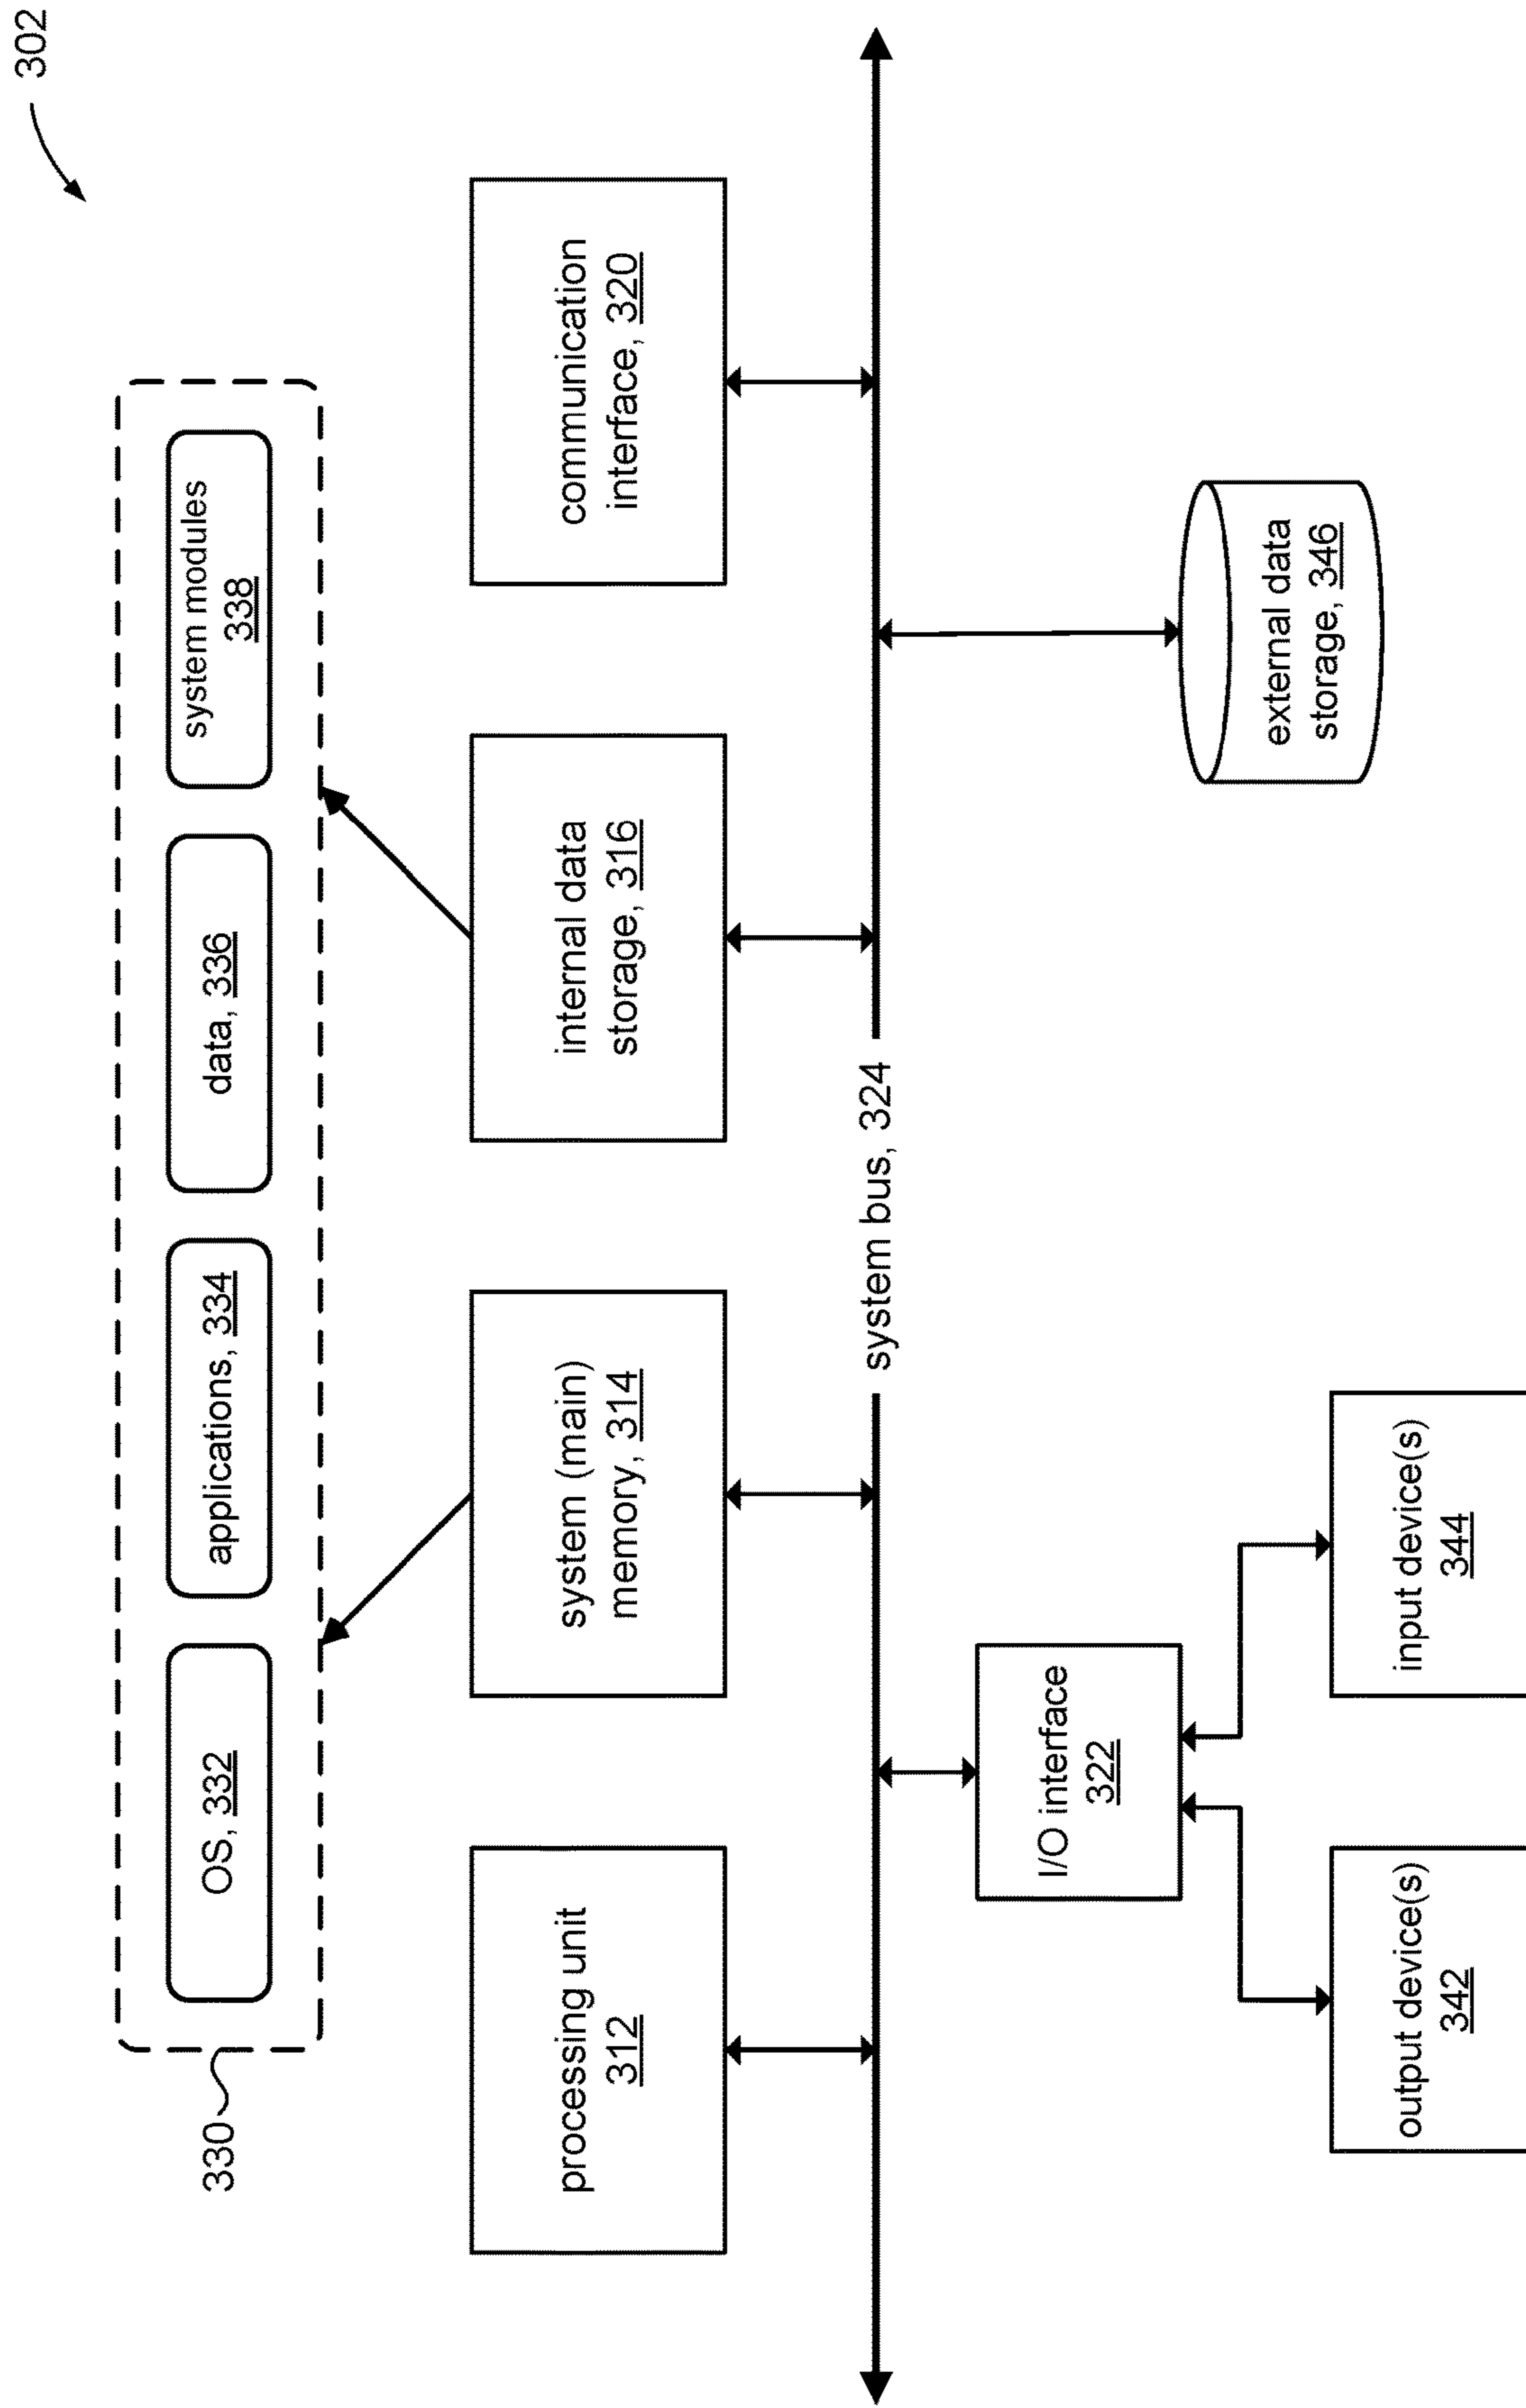 302
330
OS, 332
applications, 334
data, 336
system modules
338
processing unit
312
system (main)
memory, 314
internal data
storage, 316
communication
interface, 320
system bus, 324
I/O interface
322
external data
storage, 346
output device(s)
342
input device(s)
344